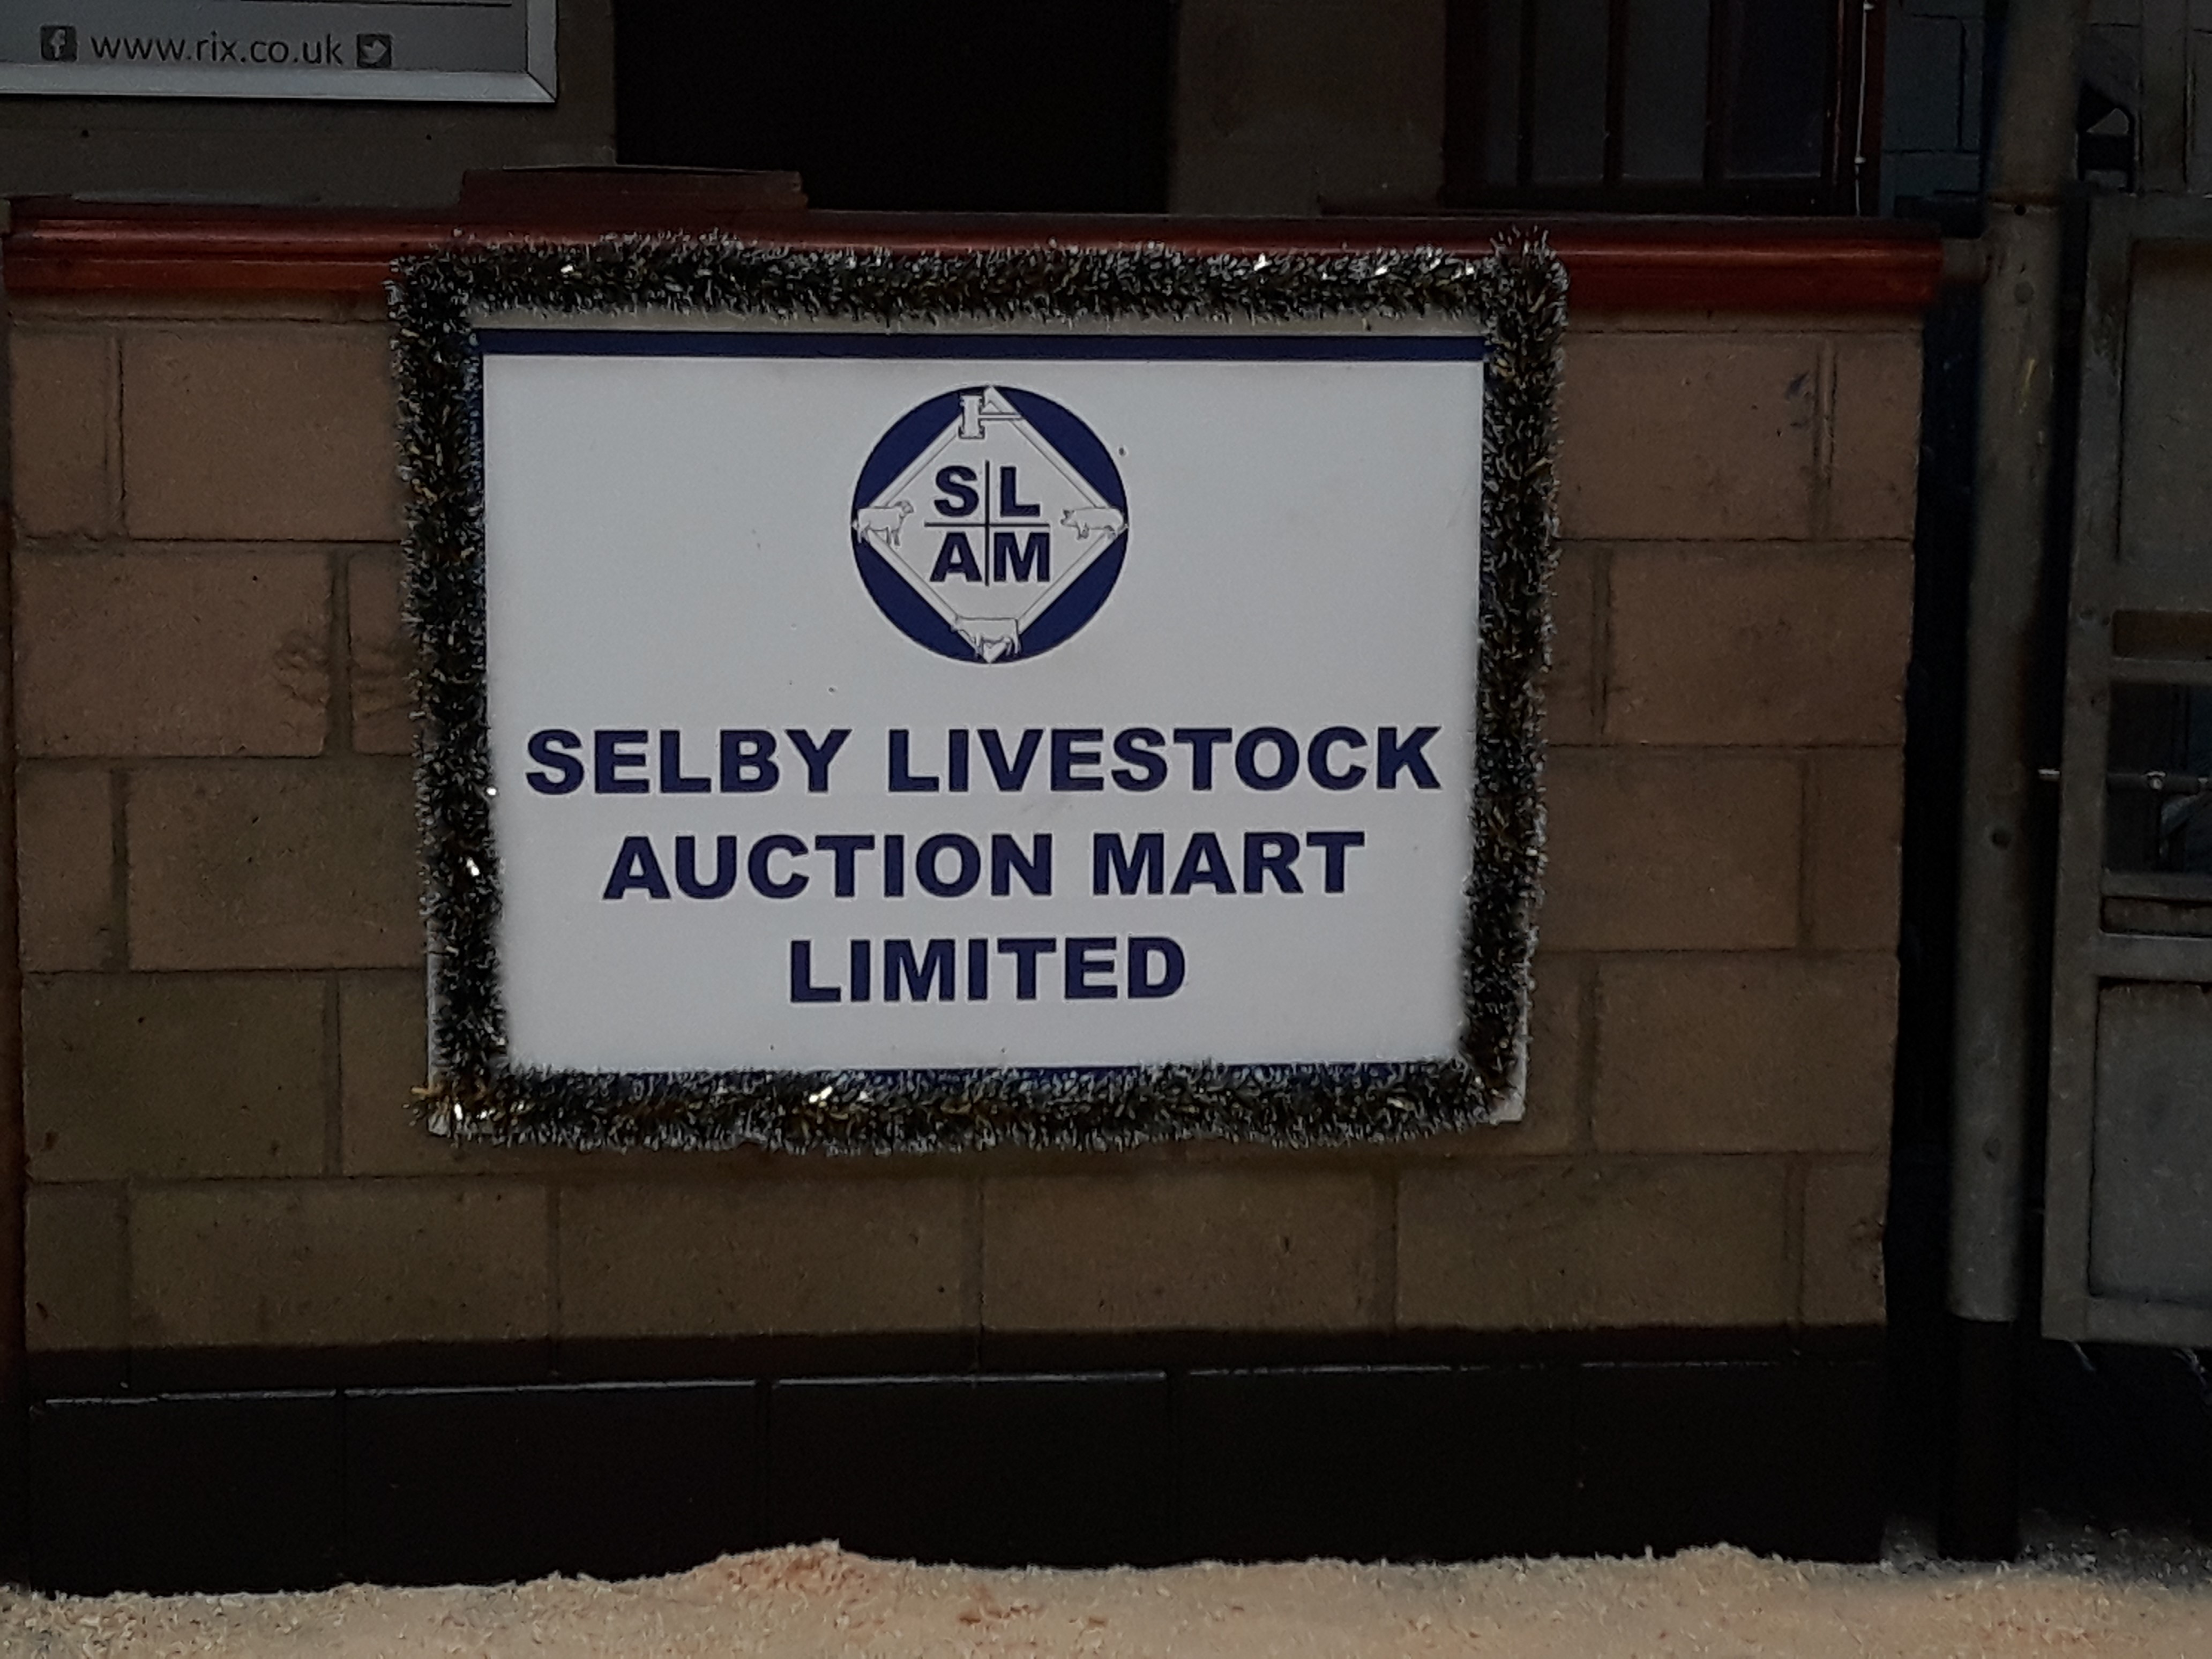 www.rix.co.uk
S L
A M
SELBY LIVESTOCK
AUCTION MART
LIMITED